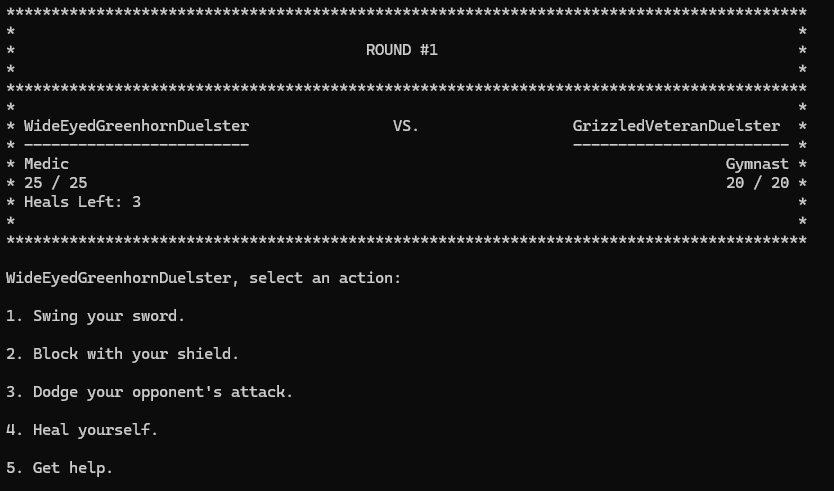 *****************************************************************************************
* *
* ROUND #1 *
* *
*****************************************************************************************
* *
* WideEyedGreenhornDuelster VS. GrizzledVeteranDuelster *
* ------------------------- ------------------------ *
* Medic Gymnast *
* 25 / 25 20 / 20 *
* Heals Left: 3 *
* *
*****************************************************************************************
WideEyedGreenhornDuelster, select an action:
1. Swing your sword.
2. Block with your shield.
3. Dodge your opponent's attack.
4. Heal yourself.
5. Get help.